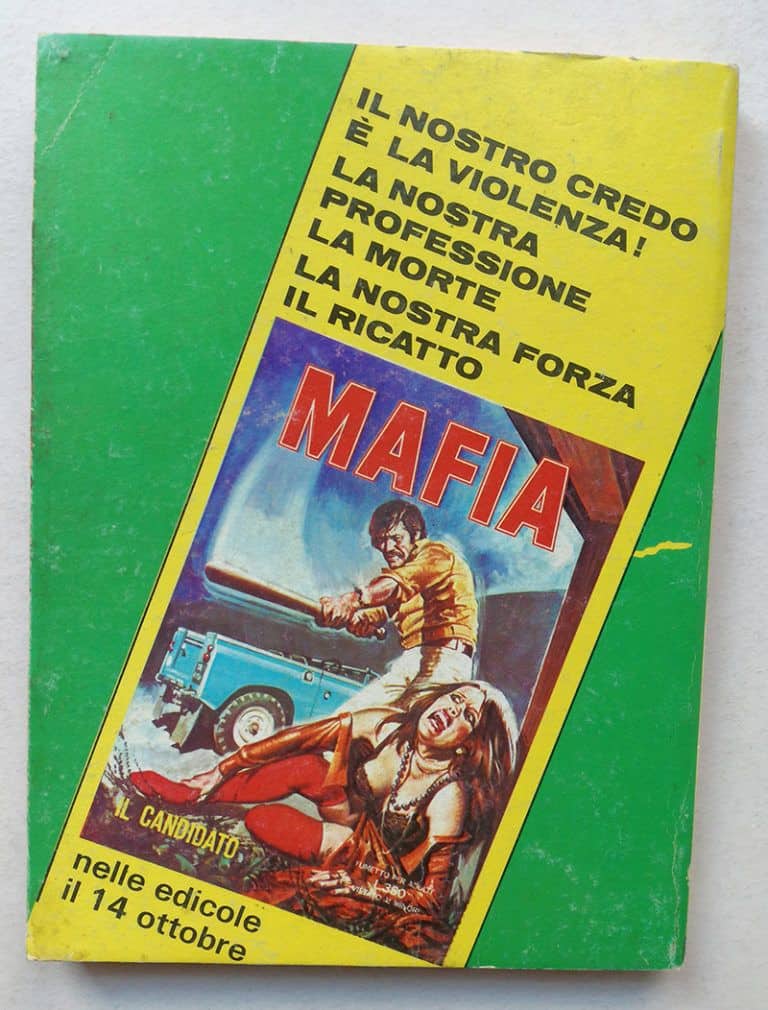 IL NOSTRO CREDO
È LA VIOLENZA!
LA NOSTRA
PROFESSIONE
LA MORTE
LA NOSTRA FORZA
IL RICATTO
MAFIA
IL CANDIDATO
nelle edicole
il 14 ottobre